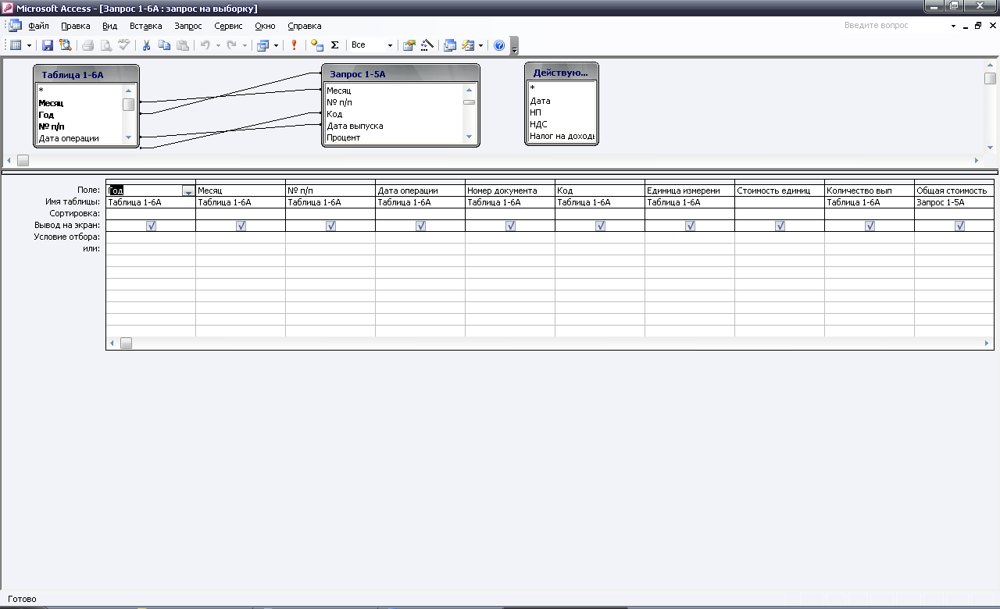 Microsoft Access - [Запрос 1-6А : запрос на выборку]
Файл Правка Вид Вставка Запрос Сервис Окно Справка Введите вопрос
Все
Таблица 1-6А
*
Месяц
Год
№ п/п
Дата операции
Запрос 1-5А
Месяц
№ п/п
Код
Дата выпуска
Процент
Действую...
*
Дата
НП
НДС
Налог на доходы
Поле: Год Месяц № п/п Дата операции Номер документа Код Единица измерени Стоимость единиц Количество вып Общая стоимость
Имя таблицы: Таблица 1-6А Таблица 1-6А Таблица 1-6А Таблица 1-6А Таблица 1-6А Таблица 1-6А Таблица 1-6А Таблица 1-6А Запрос 1-5А
Сортировка:
Вывод на экран:
Условие отбора:
или:
Готово